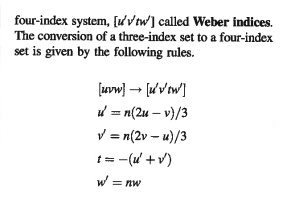 four-index system, [u′v′tw′] called Weber indices.
The conversion of a three-index set to a four-index
set is given by the following rules.
[uvw] → [u′v′tw′]
u′ = n(2u − v)/3
v′ = n(2v − u)/3
t = −(u′ + v′)
w′ = nw